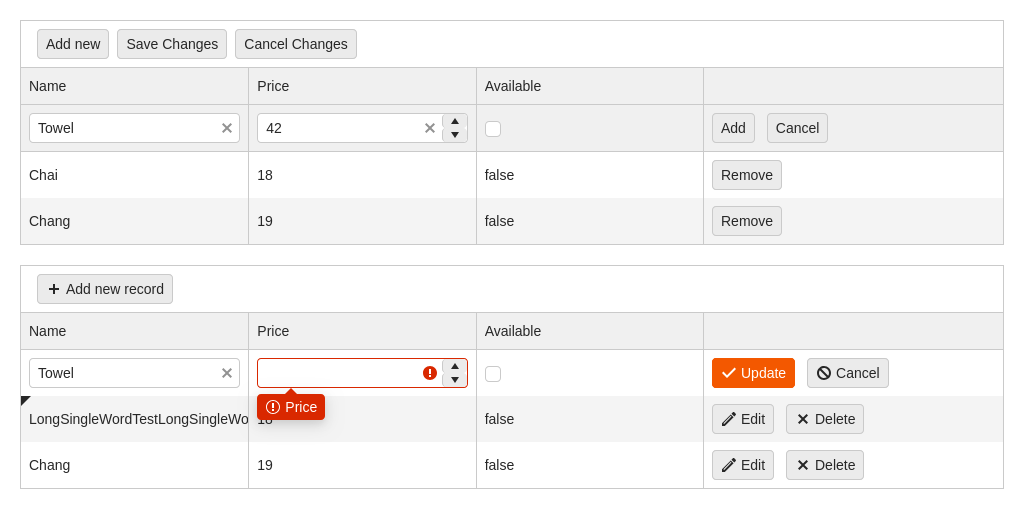 Add new Save Changes Cancel Changes
Name Price Available
Towel 42 Add Cancel
Chai 18 false Remove
Chang 19 false Remove
Add new record
Name Price Available
Towel Update Cancel
Price
LongSingleWordTestLongSingleWo 18 false Edit Delete
Chang 19 false Edit Delete